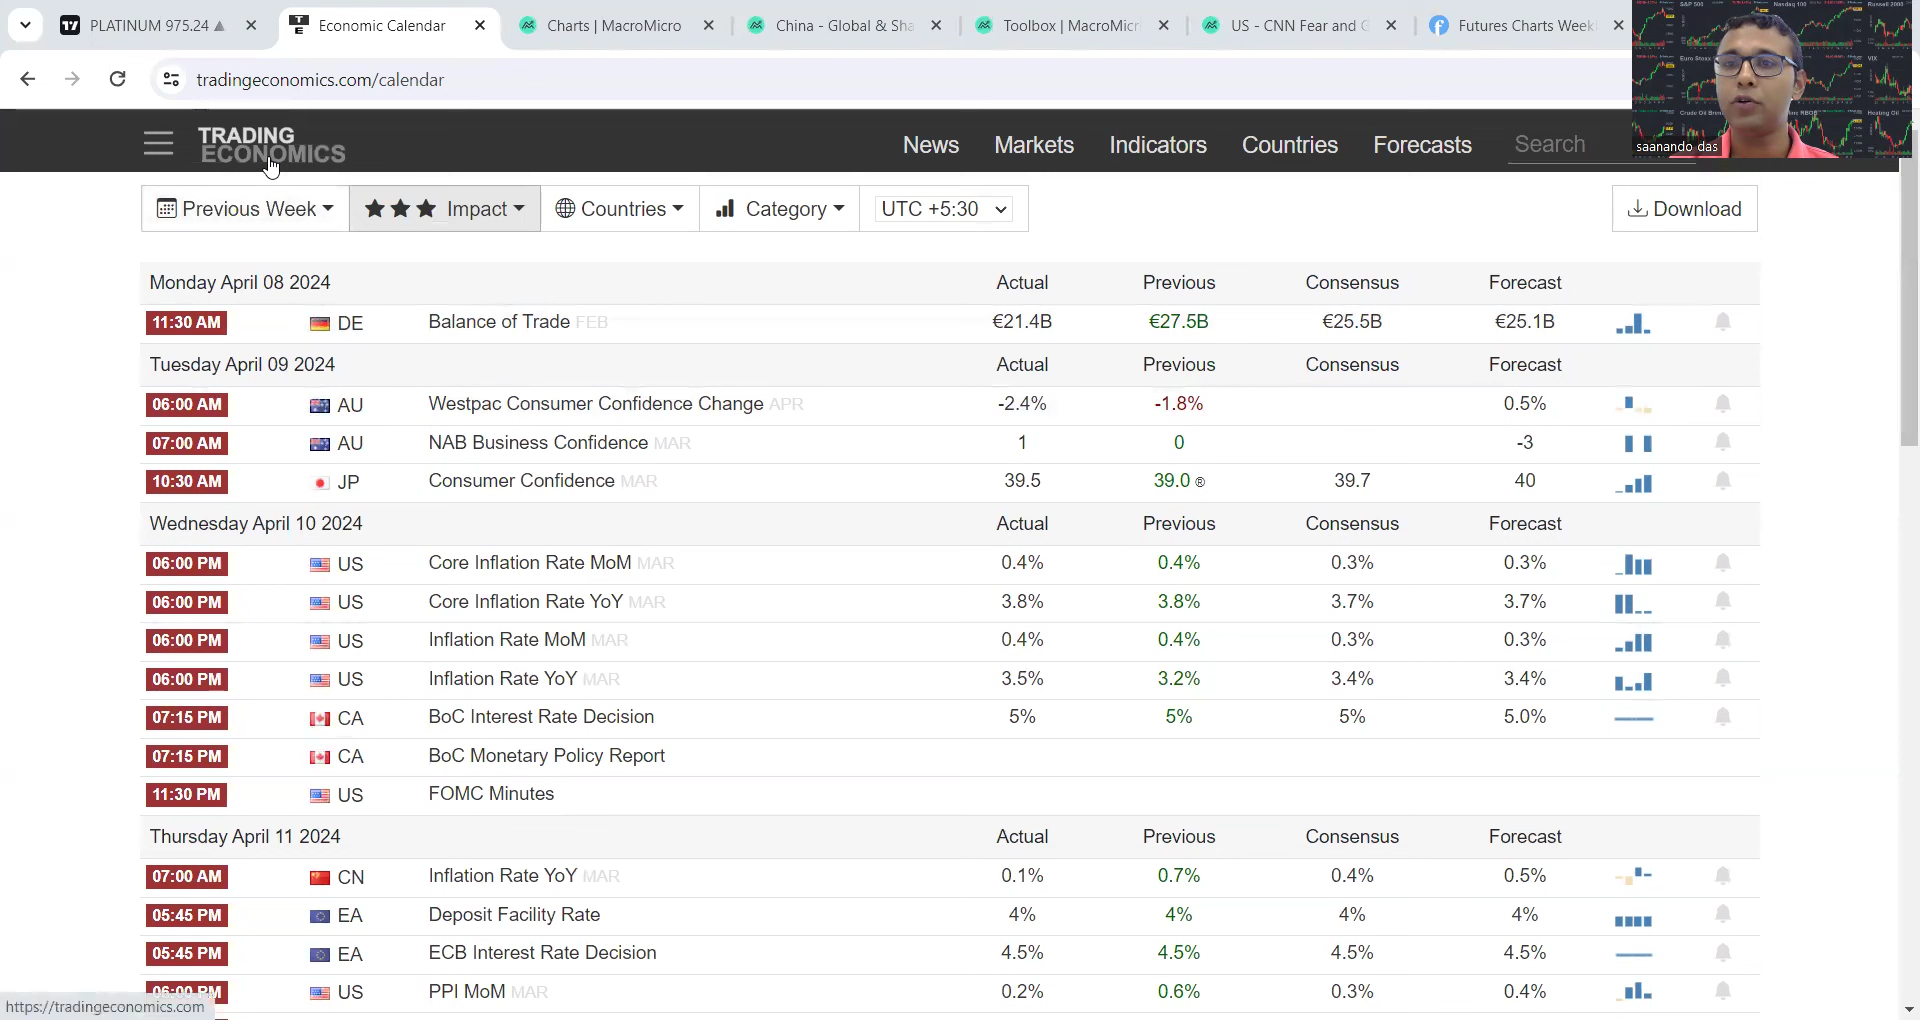 PLATINUM 975.24
Economic Calendar
Charts | MacroMicro
China - Global & Sha
Toolbox | MacroMicr
US - CNN Fear and G
Futures Charts Week
tradingeconomics.com/calendar
S&P 500
Nasdaq 100
Russell 2000
VIX
saanando das
TRADING
ECONOMICS
News Markets Indicators Countries Forecasts Search
Previous Week Impact Countries Category UTC +5:30 Download
Monday April 08 2024 Actual Previous Consensus Forecast
11:30 AM DE Balance of Trade FEB €21.4B €27.5B €25.5B €25.1B
Tuesday April 09 2024 Actual Previous Consensus Forecast
06:00 AM AU Westpac Consumer Confidence Change APR -2.4% -1.8% 0.5%
07:00 AM AU NAB Business Confidence MAR 1 0 -3
10:30 AM JP Consumer Confidence MAR 39.5 39.0 ® 39.7 40
Wednesday April 10 2024 Actual Previous Consensus Forecast
06:00 PM US Core Inflation Rate MoM MAR 0.4% 0.4% 0.3% 0.3%
06:00 PM US Core Inflation Rate YoY MAR 3.8% 3.8% 3.7% 3.7%
06:00 PM US Inflation Rate MoM MAR 0.4% 0.4% 0.3% 0.3%
06:00 PM US Inflation Rate YoY MAR 3.5% 3.2% 3.4% 3.4%
07:15 PM CA BoC Interest Rate Decision 5% 5% 5% 5.0%
07:15 PM CA BoC Monetary Policy Report
11:30 PM US FOMC Minutes
Thursday April 11 2024 Actual Previous Consensus Forecast
07:00 AM CN Inflation Rate YoY MAR 0.1% 0.7% 0.4% 0.5%
05:45 PM EA Deposit Facility Rate 4% 4% 4% 4%
05:45 PM EA ECB Interest Rate Decision 4.5% 4.5% 4.5% 4.5%
06:00 PM US PPI MoM MAR 0.2% 0.6% 0.3% 0.4%
https://tradingeconomics.com